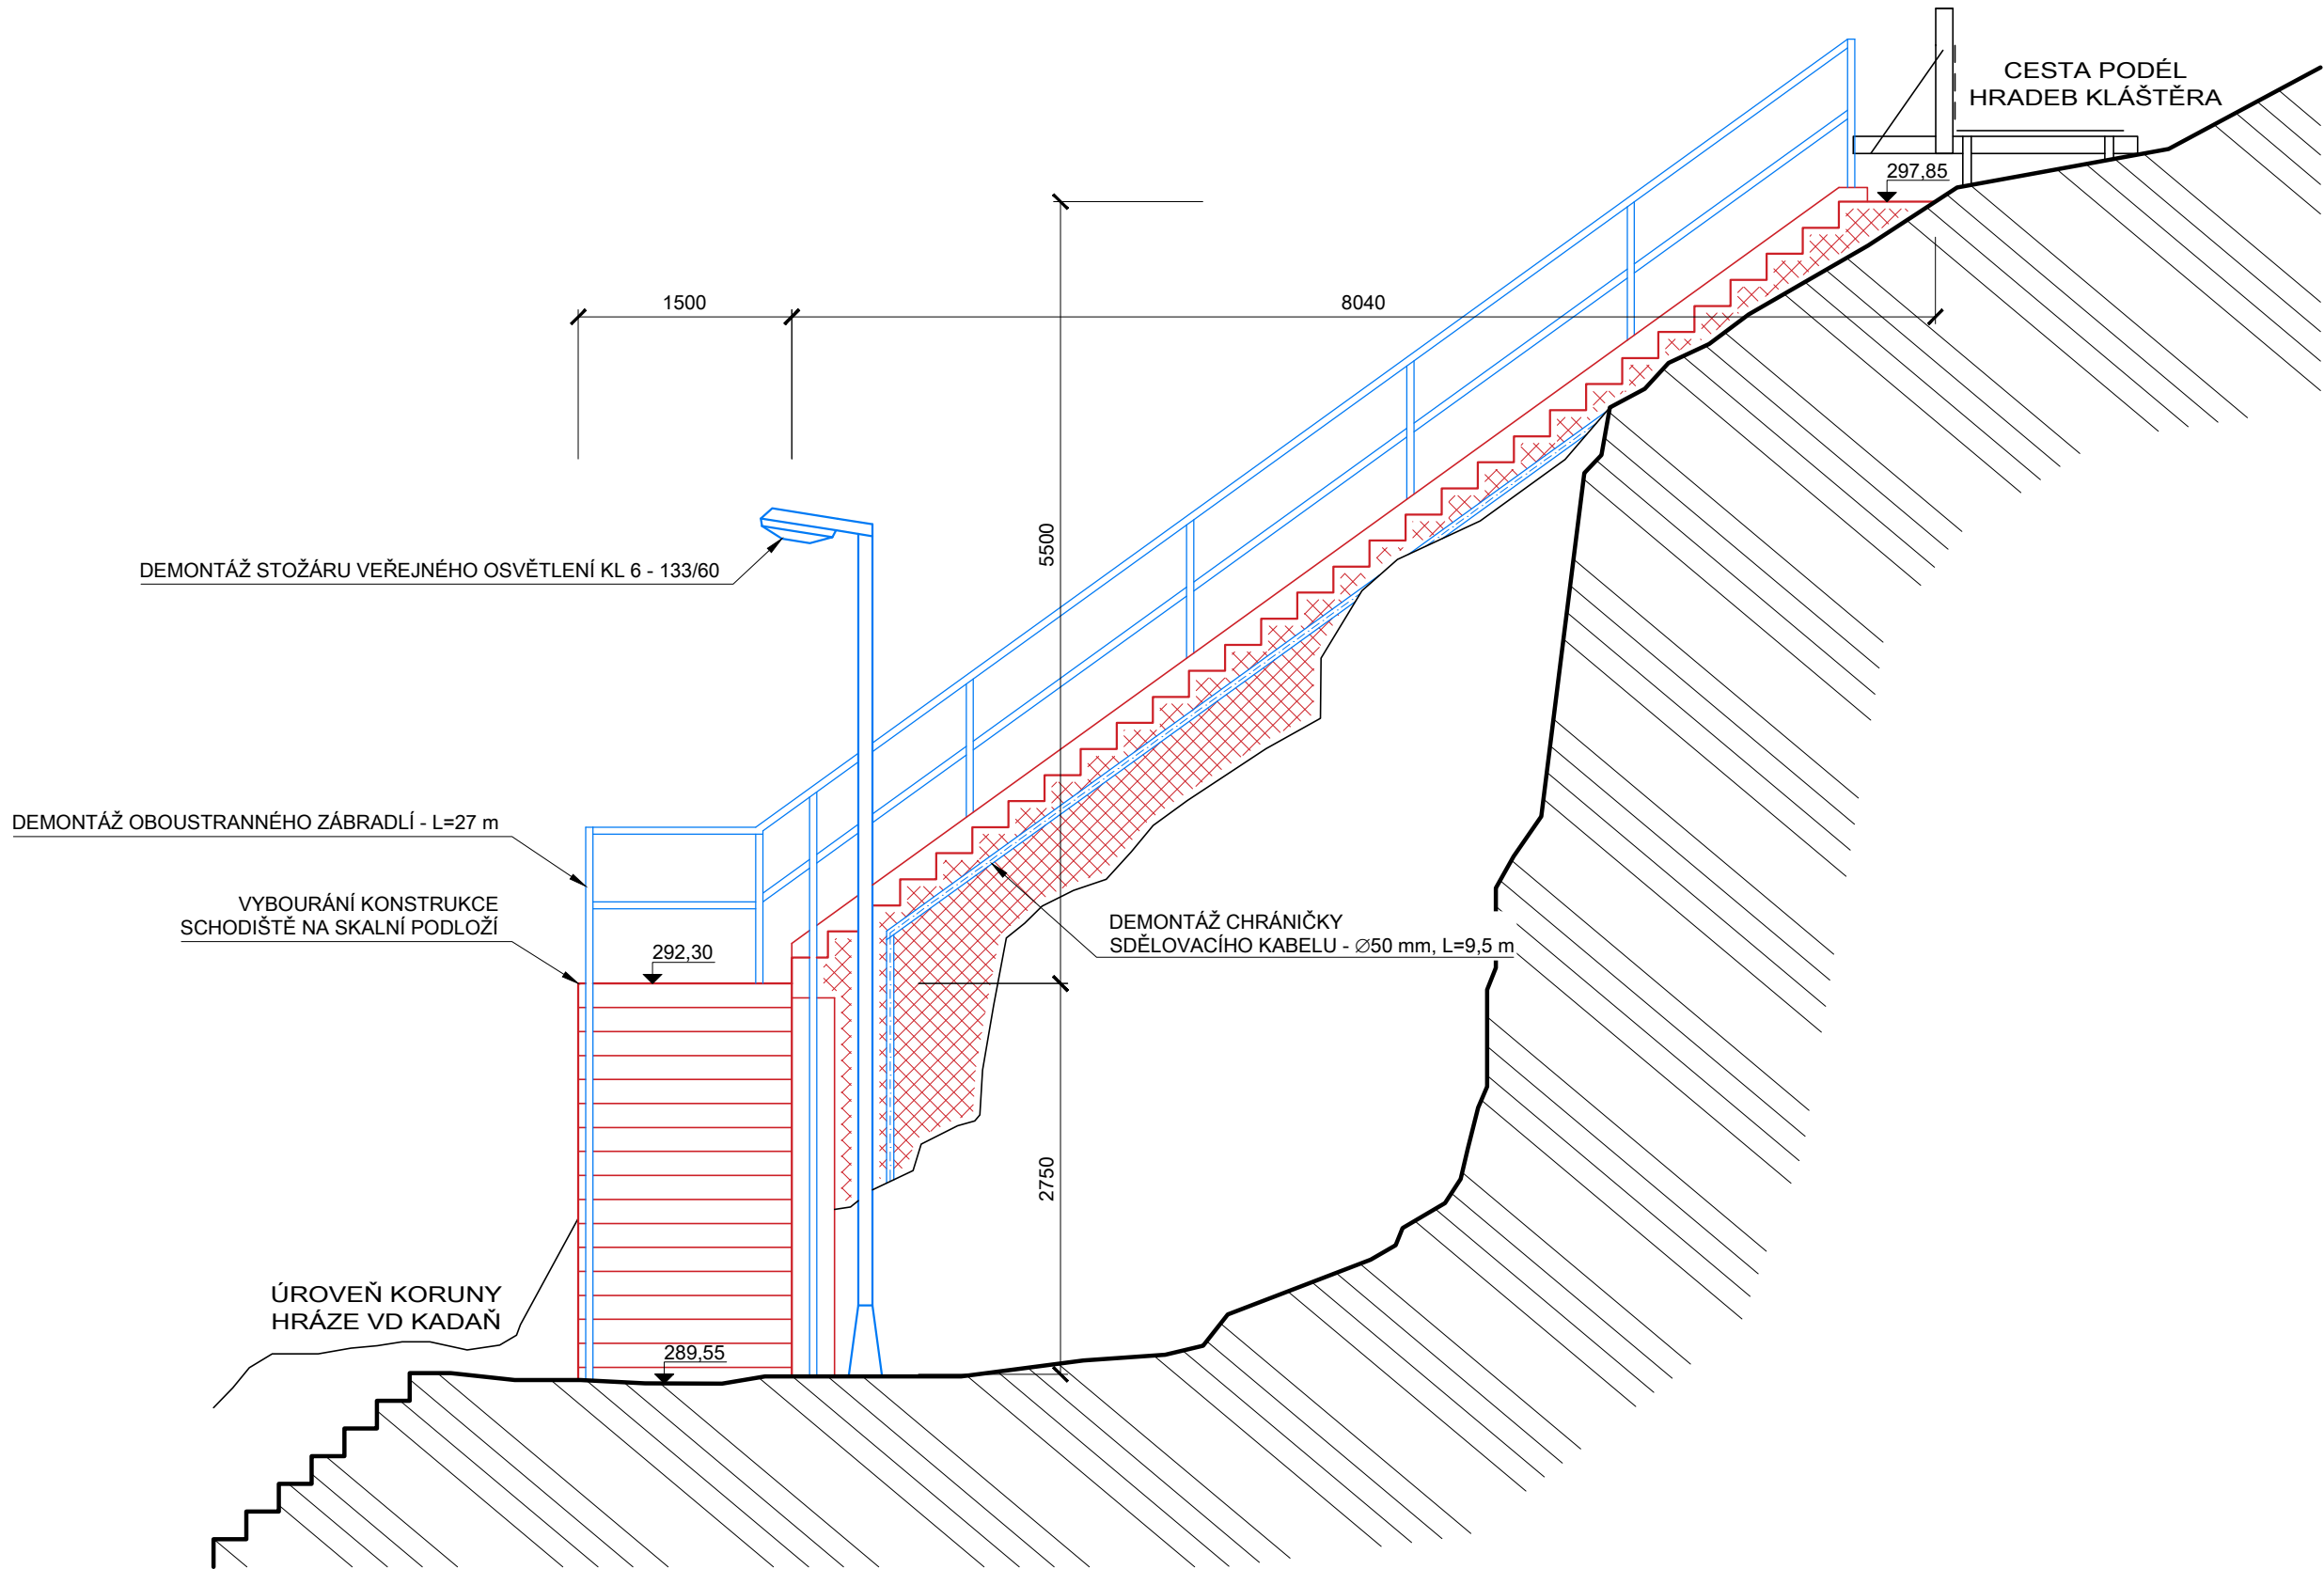 CESTA PODÉL
HRADEB KLÁŠTĚRA
297,85
1500
8040
5500
DEMONTÁŽ STOŽÁRU VEŘEJNÉHO OSVĚTLENÍ KL 6 - 133/60
DEMONTÁŽ OBOUSTRANNÉHO ZÁBRADLÍ - L=27 m
VYBOURÁNÍ KONSTRUKCE
SCHODIŠTĚ NA SKALNÍ PODLOŽÍ
292,30
DEMONTÁŽ CHRÁNIČKY
SDĚLOVACÍHO KABELU - ∅50 mm, L=9,5 m
2750
ÚROVEŇ KORUNY
HRÁZE VD KADAŇ
289,55